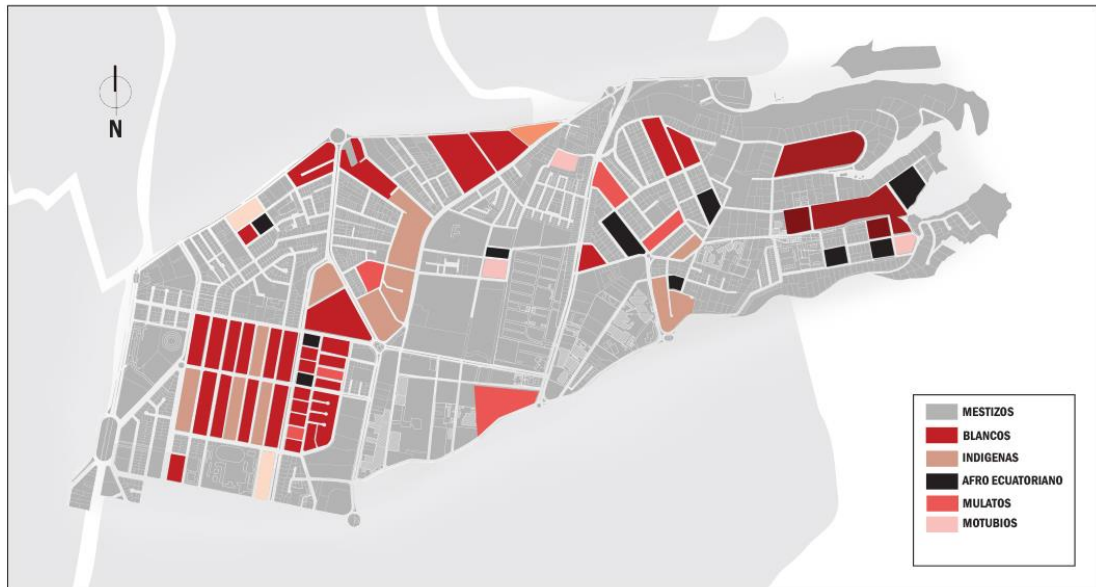 N
MESTIZOS
BLANCOS
INDIGENAS
AFRO ECUATORIANO
MULATOS
MOTUBIOS